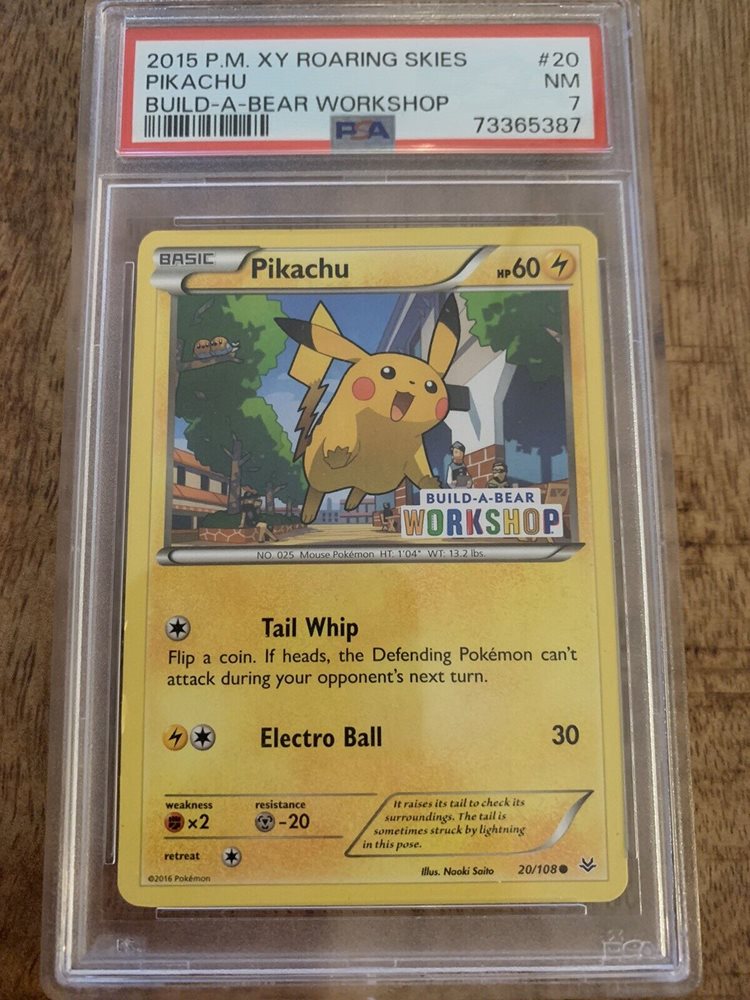 2015 P.M. XY ROARING SKIES #20
PIKACHU NM
BUILD-A-BEAR WORKSHOP 7
PSA 73365387
BASIC Pikachu HP60
BUILD-A-BEAR
WORKSHOP
NO. 025 Mouse Pokémon HT: 1'04" WT: 13.2 lbs.
Tail Whip
Flip a coin. If heads, the Defending Pokémon can't
attack during your opponent's next turn.
Electro Ball 30
weakness resistance
×2 -20
It raises its tail to check its
surroundings. The tail is
sometimes struck by lightning
in this pose.
retreat
©2016 Pokémon
Illus. Naoki Saito 20/108